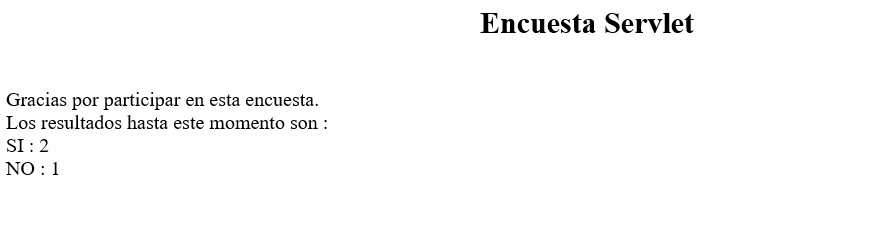 Encuesta Servlet
Gracias por participar en esta encuesta.
Los resultados hasta este momento son :
SI : 2
NO : 1